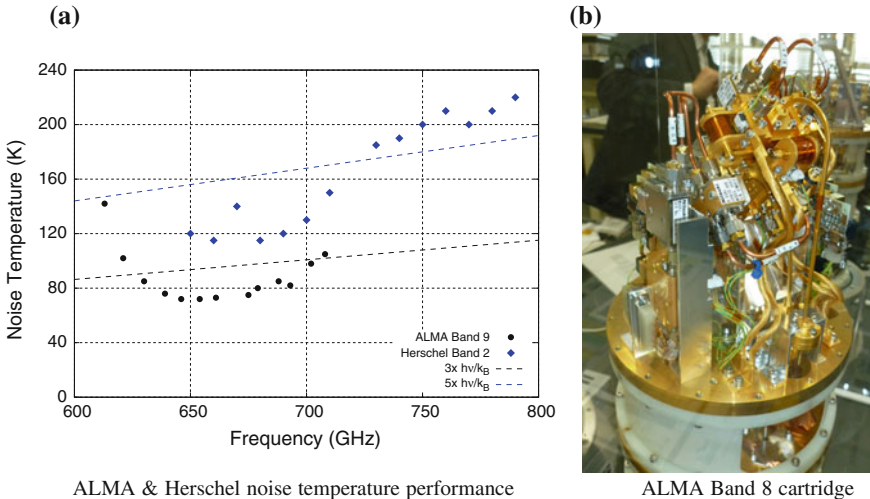 (a)
(b)
240
200
160
120
80
40
0
Noise Temperature (K)
ALMA Band 9
Herschel Band 2
3x hν/k_B
5x hν/k_B
600
650
700
750
800
Frequency (GHz)
ALMA & Herschel noise temperature performance
ALMA Band 8 cartridge